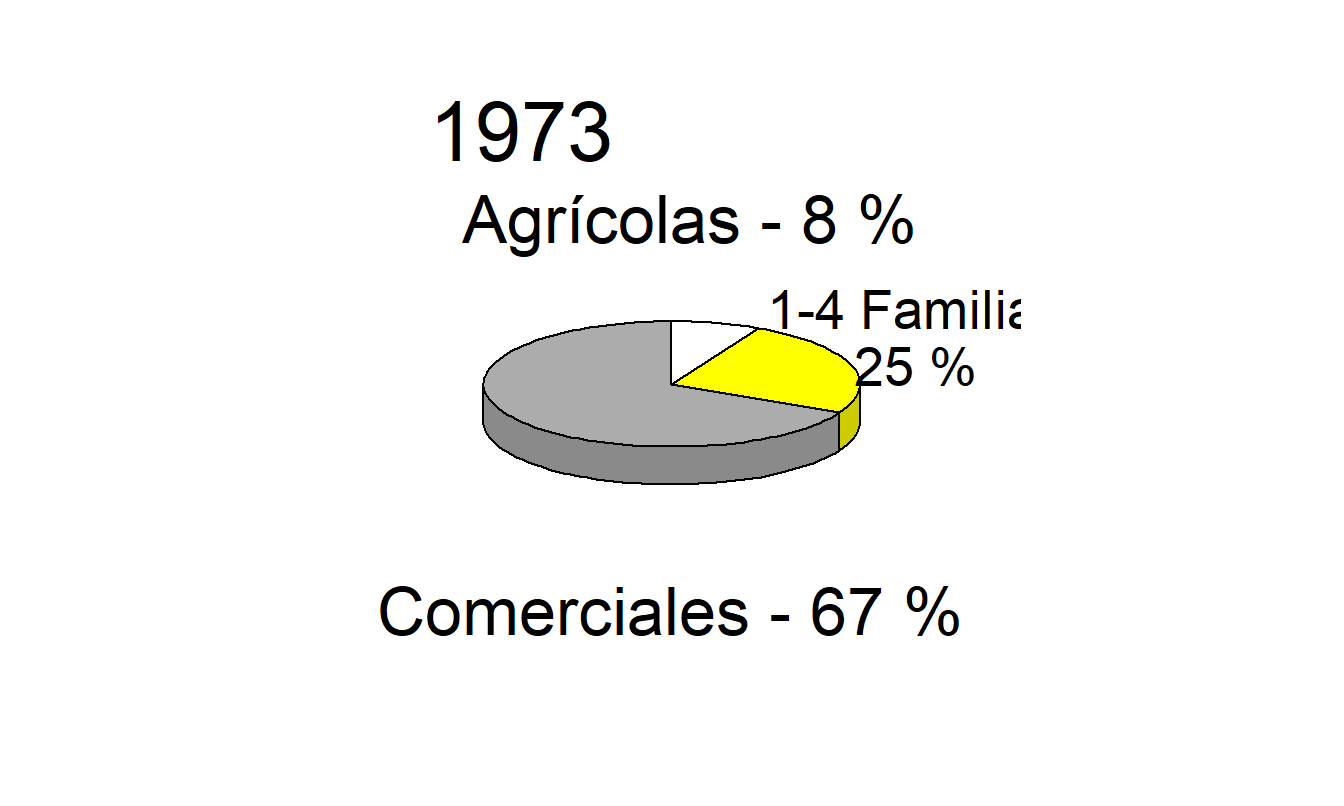 1973
Agrícolas - 8 %
1-4 Familia
25 %
Comerciales - 67 %